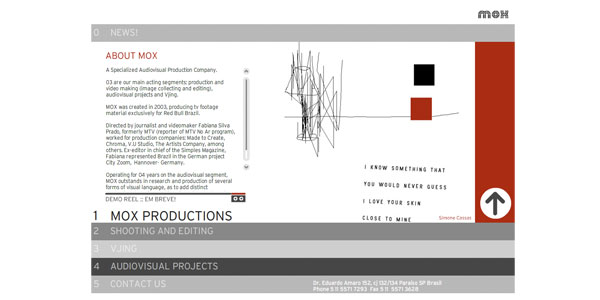 mox
0 NEWS!
ABOUT MOX
A Specialized Audiovisual Production Company.
03 are our main acting segments: production and
video making (image collecting and editing),
audiovisual projects and Vjing.
MOX was created in 2003, producing tv footage
material exclusively for Red Bull Brazil.
Directed by journalist and videomaker Fabiana Silva
Prado, formerly MTV (reporter of MTV No Ar program),
worked for production companies: Made to Create,
Chroma, V.U Studio, The Artists Company, among
others. Ex-editor in chief of the Simples Magazine,
Fabiana represented Brazil in the German project
City Zoom, Hannover- Germany.
Operating for 04 years on the audiovisual segment,
MOX outstands in research and production of several
forms of visual language, as to add distinct
DEMO REEL :: EM BREVE!
I KNOW SOMETHING THAT
YOU WOULD NEVER GUESS
I LOVE YOUR SKIN
CLOSE TO MINE
Simone Cosset
1 MOX PRODUCTIONS
2 SHOOTING AND EDITING
3 VJING
4 AUDIOVISUAL PROJECTS
5 CONTACT US
Dr. Eduardo Amaro 152, cj 132/134 Paraíso SP Brasil
Phone 5 11 5571 7293 Fax 5 11 5571 3628